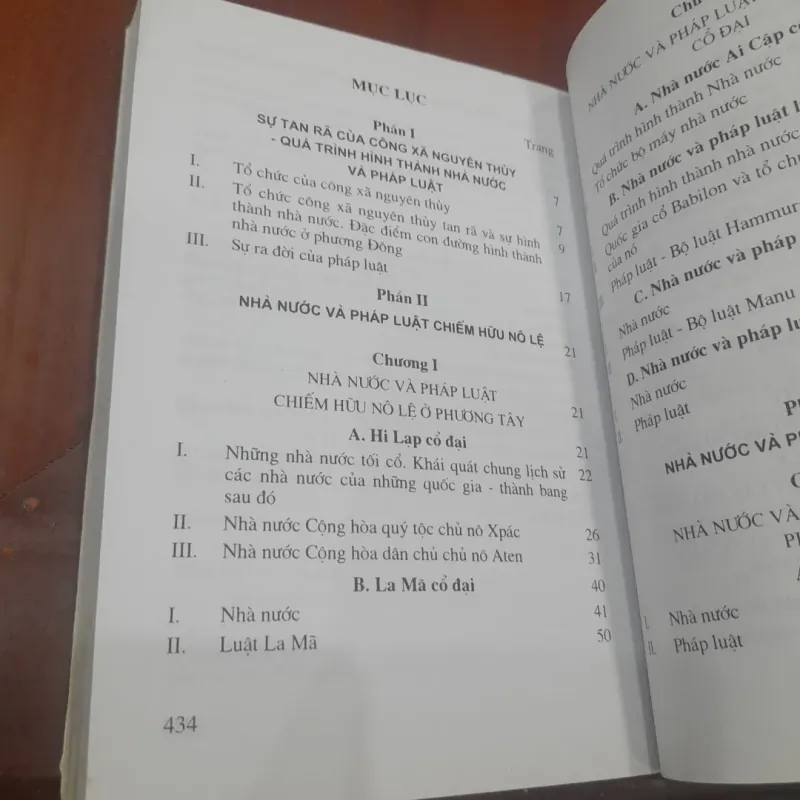 MỤC LỤC
Trang
Phần I
SỰ TAN RÃ CỦA CÔNG XÃ NGUYÊN THỦY
- QUÁ TRÌNH HÌNH THÀNH NHÀ NƯỚC
VÀ PHÁP LUẬT 7
I. Tổ chức của công xã nguyên thủy 7
II. Tổ chức công xã nguyên thủy tan rã và sự hình 9
thành nhà nước. Đặc điểm con đường hình thành
nhà nước ở phương Đông
III. Sự ra đời của pháp luật 17
Phần II
NHÀ NƯỚC VÀ PHÁP LUẬT CHIẾM HỮU NÔ LỆ 21
Chương I
NHÀ NƯỚC VÀ PHÁP LUẬT
CHIẾM HỮU NÔ LỆ Ở PHƯƠNG TÂY 21
A. Hi Lạp cổ đại 21
I. Những nhà nước tối cổ. Khái quát chung lịch sử 22
các nhà nước của những quốc gia - thành bang
sau đó
II. Nhà nước Cộng hòa quý tộc chủ nô Xpác 26
III. Nhà nước Cộng hòa dân chủ chủ nô Aten 31
B. La Mã cổ đại 40
I. Nhà nước 41
II. Luật La Mã 50
434
NHÀ NƯỚC VÀ PHÁP LUẬT
CỔ ĐẠI
A. Nhà nước Ai Cập
Quá trình hình thành Nhà nước
Tổ chức bộ máy nhà nước
B. Nhà nước và pháp luật
Quá trình hình thành nhà nước
Quốc gia cổ Babilon và tổ
của nó
Pháp luật - Bộ luật
C. Nhà nước và pháp
Nhà nước
Pháp luật - Bộ luật Manu
D. Nhà nước và pháp
Nhà nước
Pháp luật
NHÀ NƯỚC VÀ
NHÀ NƯỚC VÀ
I. Nhà nước
II. Pháp luật